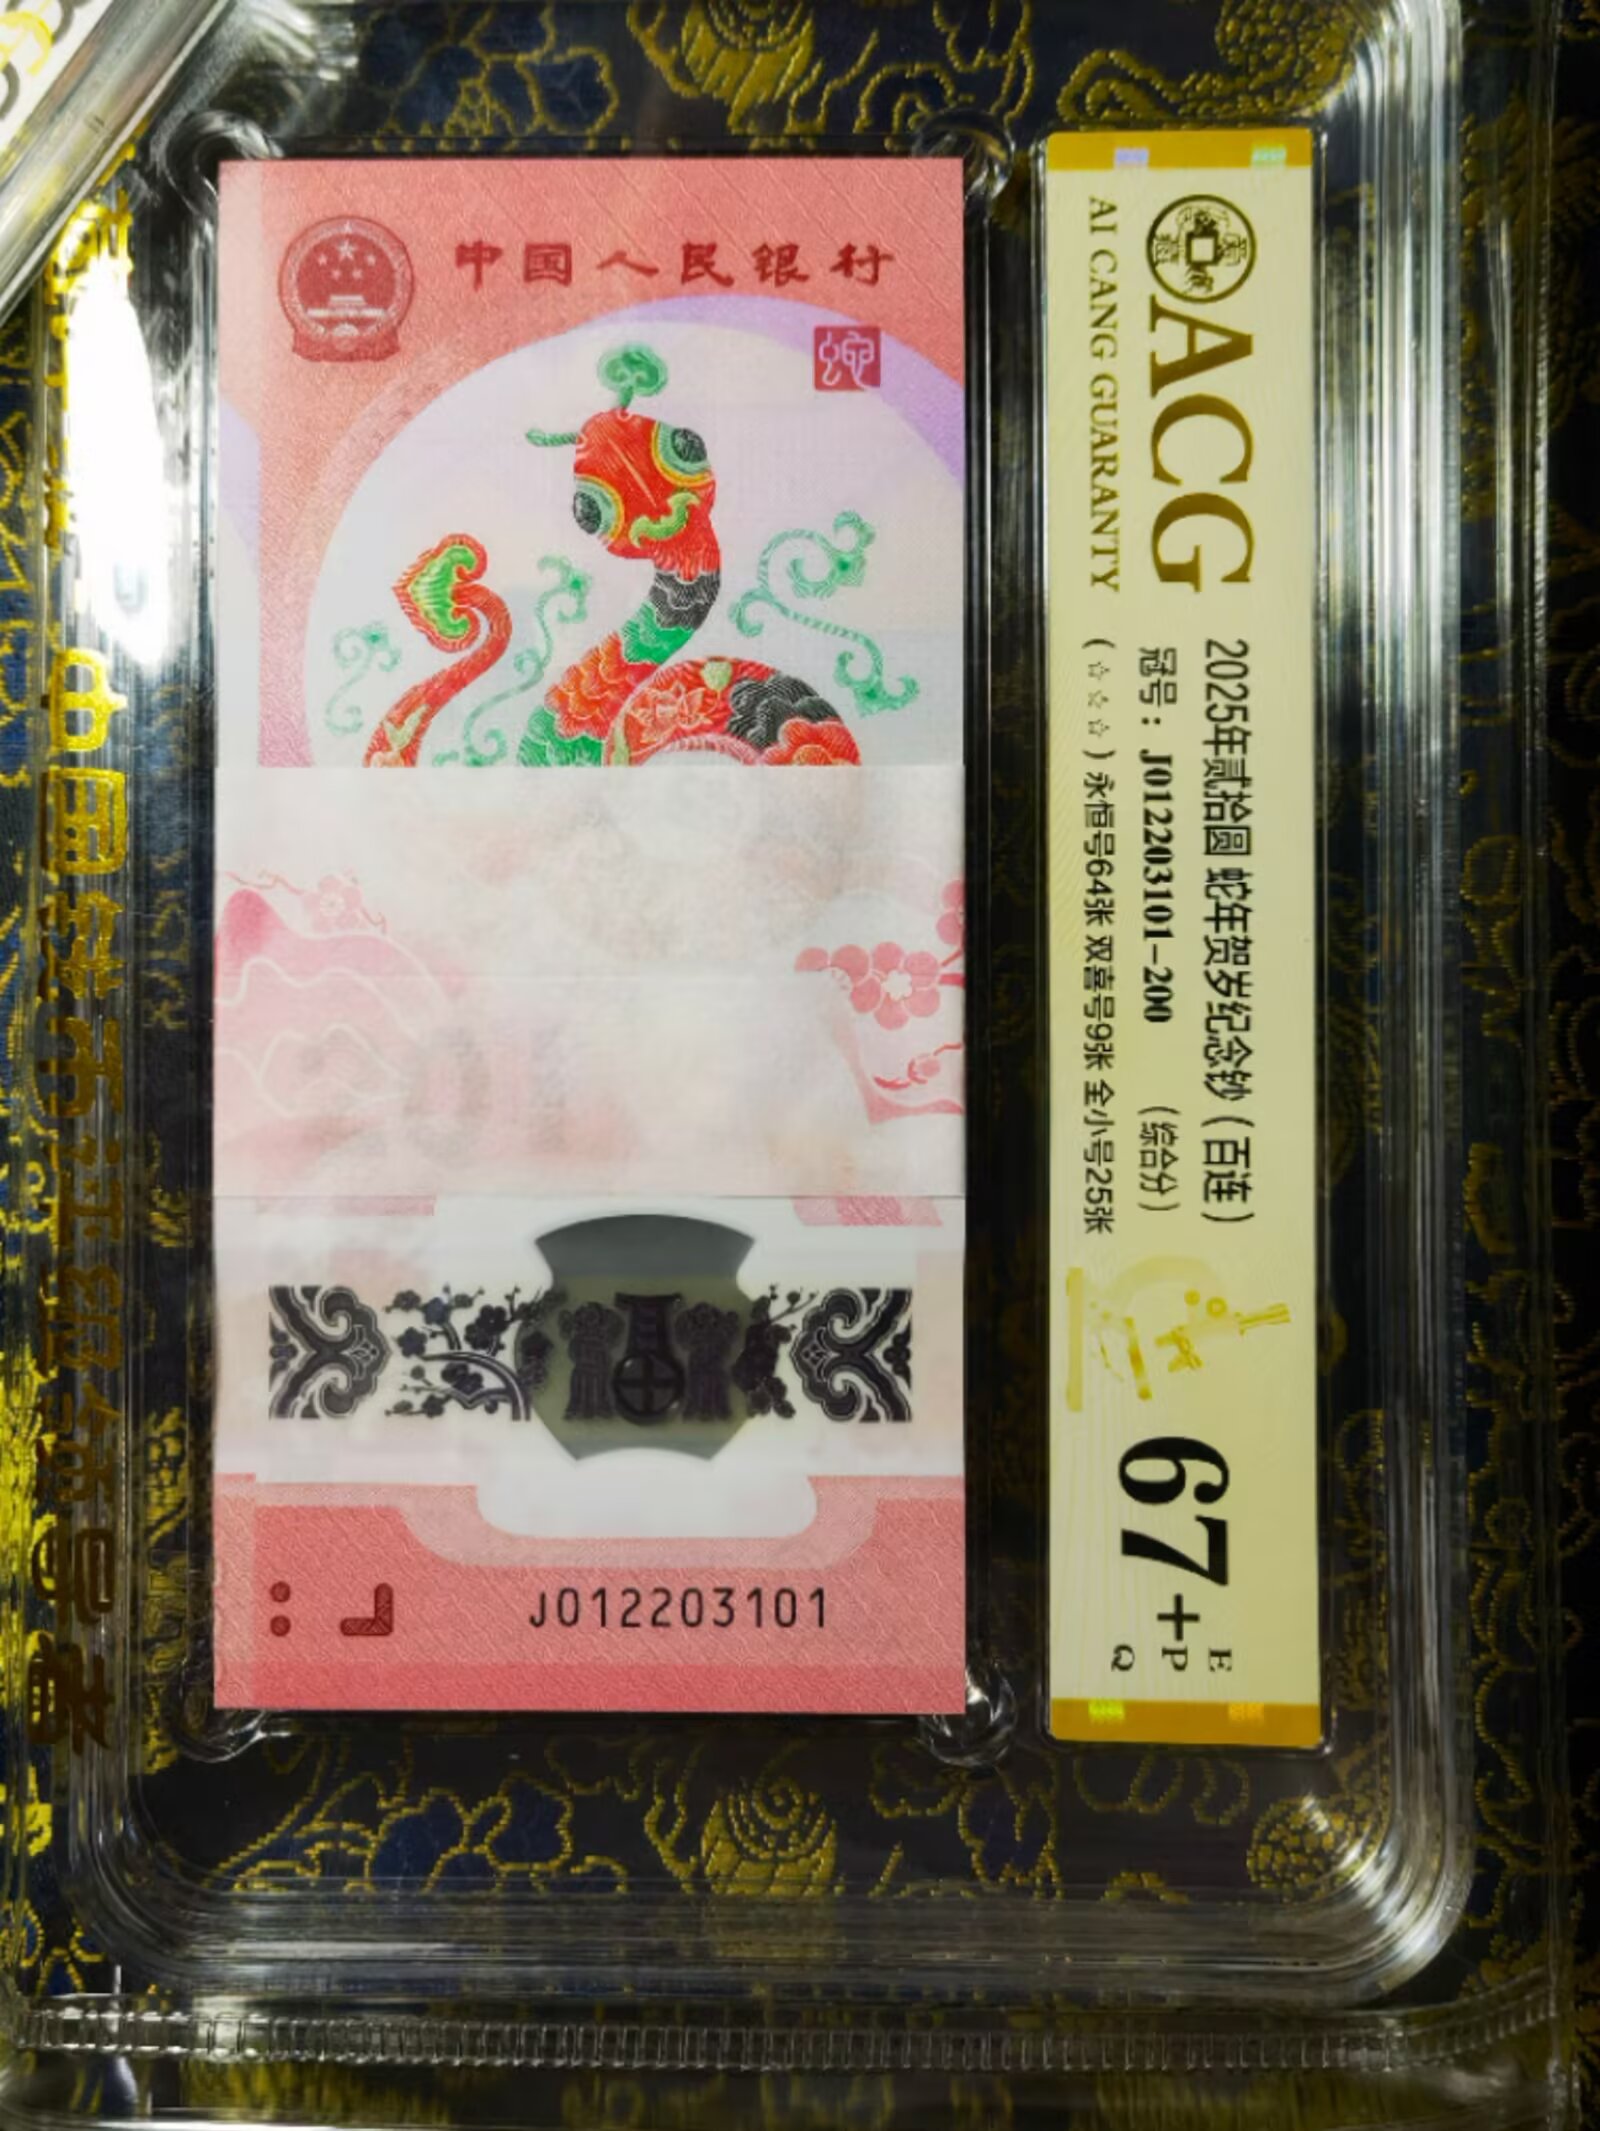 中国人民银行
J012203101
ACG
AI CANG GUARANTY
2025年贰拾圆 蛇年贺岁纪念钞（百连）
冠号：J012203101-200 （综合分）
（☆☆☆）永恒号64张 双喜号9张 全小号25张
67+
E
P
Q